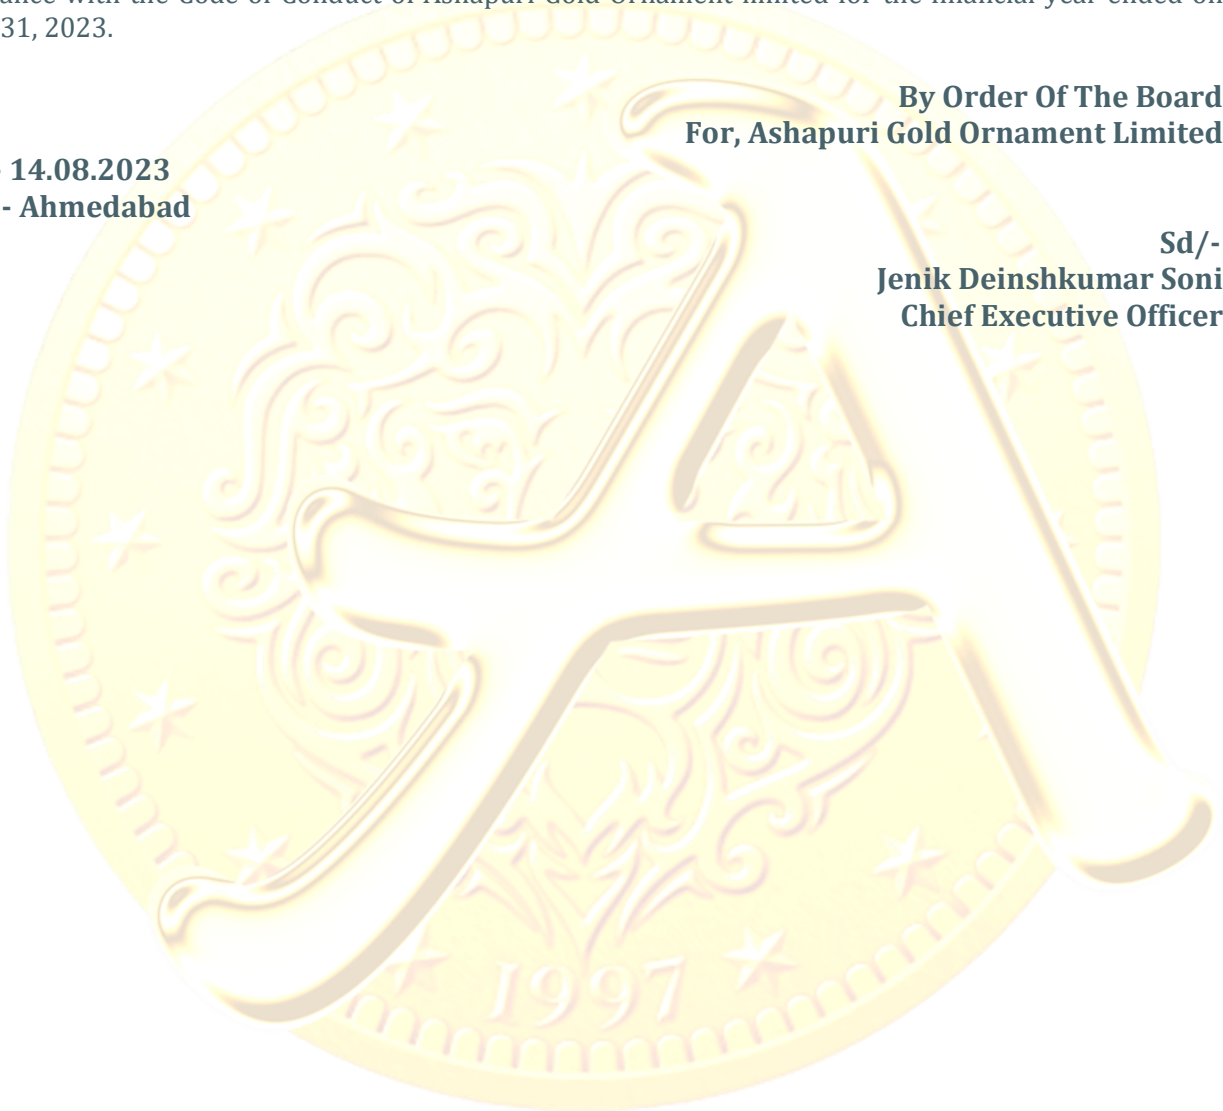 31, 2023.
By Order Of The Board
For, Ashapuri Gold Ornament Limited
14.08.2023
- Ahmedabad
Sd/-
Jenik Deinshkumar Soni
Chief Executive Officer
1997